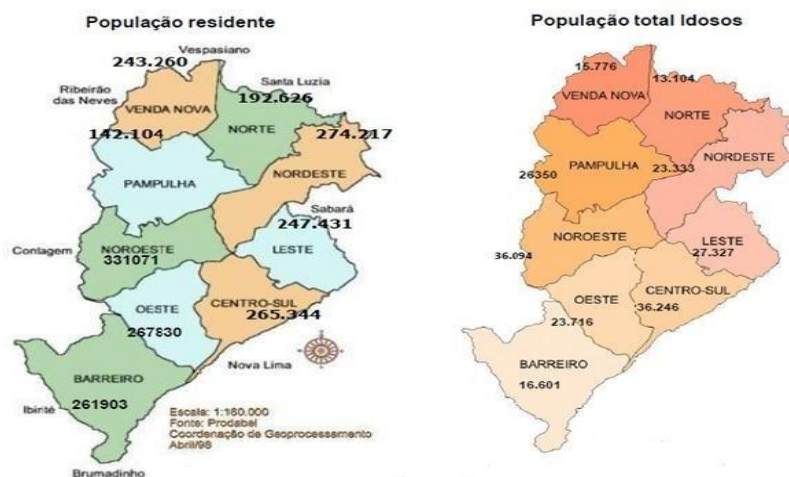 População residente
Vespasiano
243.260
Ribeirão
das Neves
Santa Luzia
192.626
VENDA NOVA
142.104
NORTE
274.217
PAMPULHA
NORDESTE
Sabará
247.431
Contagem
NOROESTE
331071
LESTE
OESTE
267830
CENTRO-SUL
265.344
Nova Lima
BARREIRO
261903
Ibirité
Escala: 1:160.000
Fonte: Prodabel
Coordenação de Geoprocessamento
Abril/98
Brumadinho
População total Idosos
15.776
13.104
VENDA NOVA
NORTE
NORDESTE
PAMPULHA
26350
23.333
NOROESTE
LESTE
27.327
36.094
CENTRO-SUL
OESTE
36.246
23.716
BARREIRO
16.601